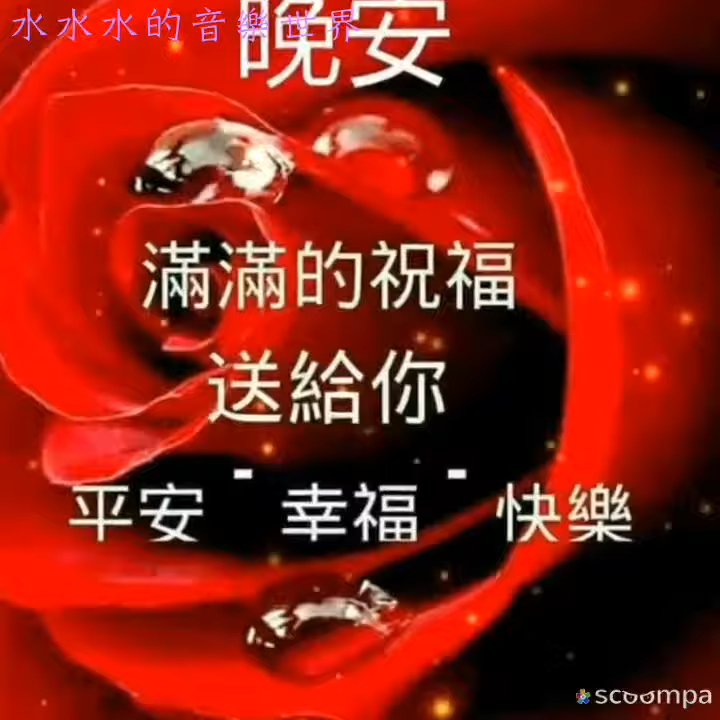 水水水的音樂世界
晚安
滿滿的祝福
送給你
平安-幸福-快樂
scoompa